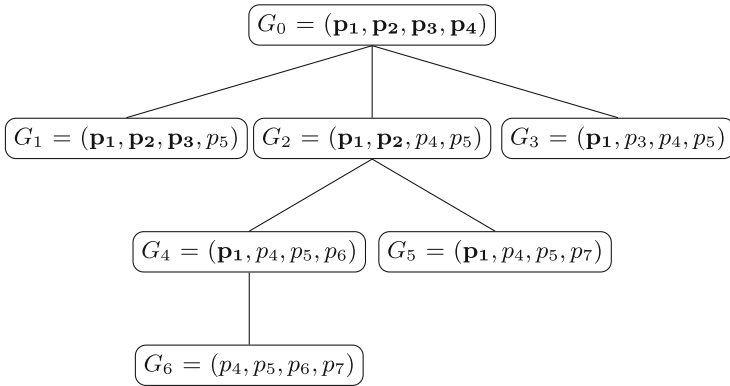 G₀ = (p₁, p₂, p₃, p₄)
G₁ = (p₁, p₂, p₃, p₅) G₂ = (p₁, p₂, p₄, p₅) G₃ = (p₁, p₃, p₄, p₅)
G₄ = (p₁, p₄, p₅, p₆) G₅ = (p₁, p₄, p₅, p₇)
G₆ = (p₄, p₅, p₆, p₇)